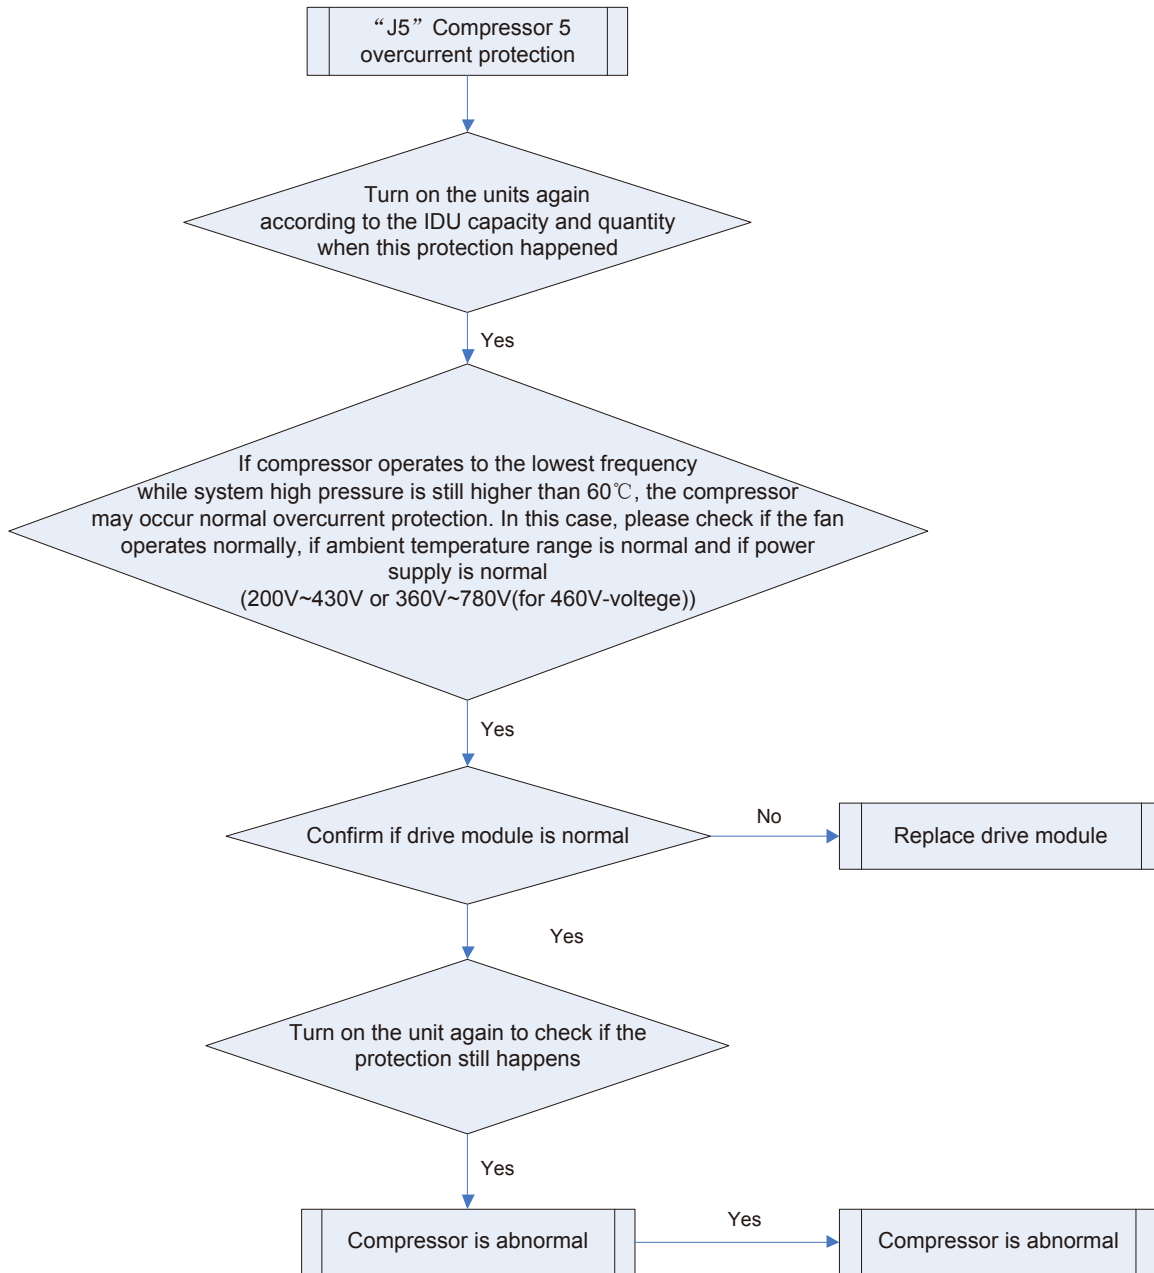 “J5” Compressor 5
overcurrent protection
Turn on the units again
according to the IDU capacity and quantity
when this protection happened
Yes
If compressor operates to the lowest frequency
while system high pressure is still higher than 60℃, the compressor
may occur normal overcurrent protection. In this case, please check if the fan
operates normally, if ambient temperature range is normal and if power
supply is normal
(200V~430V or 360V~780V(for 460V-voltege))
Yes
Confirm if drive module is normal
No
Replace drive module
Yes
Turn on the unit again to check if the
protection still happens
Yes
Compressor is abnormal
Yes
Compressor is abnormal